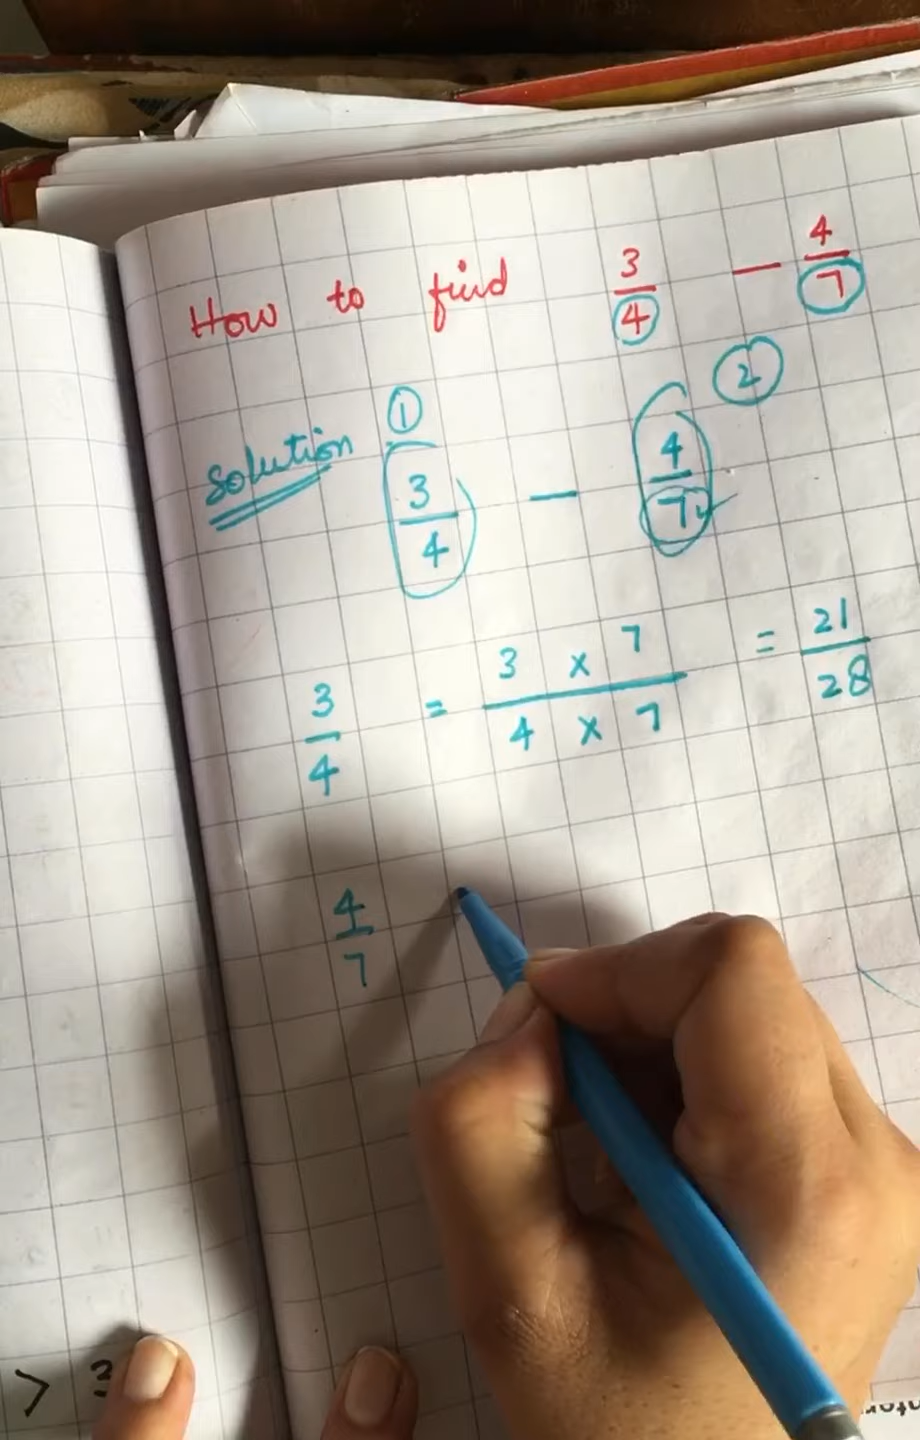 How to find 3/4 — 4/7
① ②
Solution 3/4 — 4/7
3/4 = 3 x 7 / 4 x 7 = 21/28
4/7
> 3